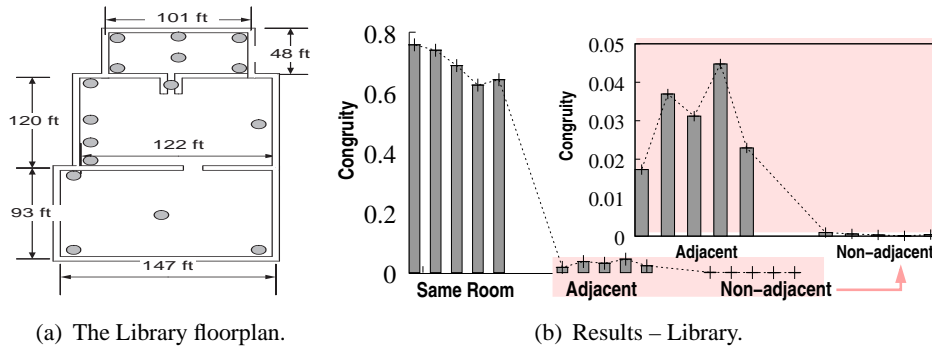 101 ft
48 ft
120 ft
122 ft
93 ft
147 ft
(a) The Library floorplan.
Congruity
0.8
0.6
0.4
0.2
0
Same Room
Adjacent
Non-adjacent
Congruity
0.05
0.04
0.03
0.02
0.01
0
Adjacent
Non-adjacent
(b) Results – Library.